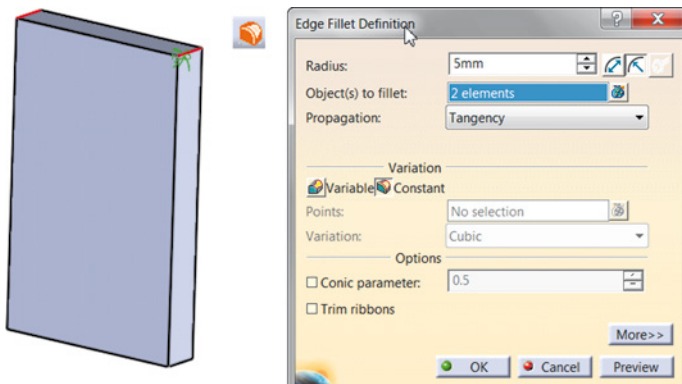 Edge Fillet Definition
Radius: 5mm
Object(s) to fillet: 2 elements
Propagation: Tangency
Variation
Variable Constant
Points: No selection
Variation: Cubic
Options
Conic parameter: 0.5
Trim ribbons
More>>
OK Cancel Preview